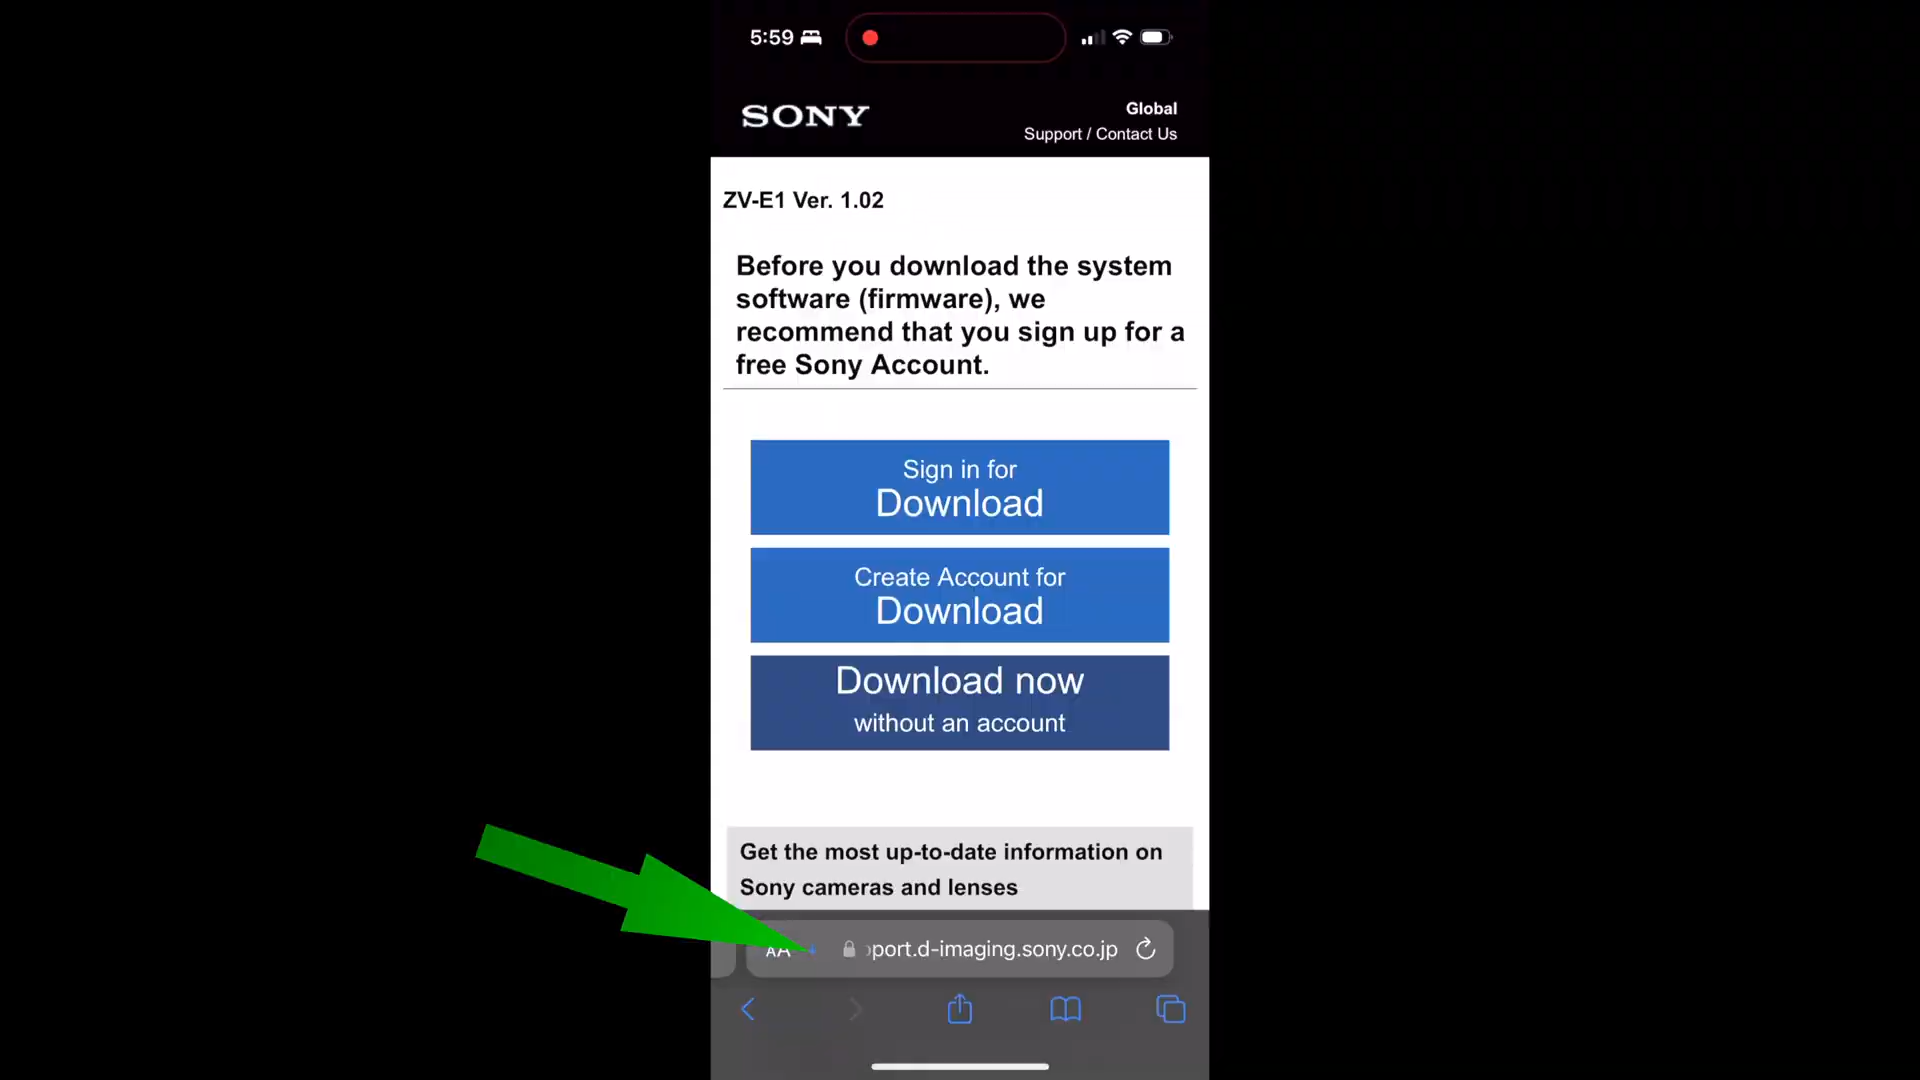 5:59
SONY
Global
Support / Contact Us
ZV-E1 Ver. 1.02
Before you download the system
software (firmware), we
recommend that you sign up for a
free Sony Account.
Sign in for
Download
Create Account for
Download
Download now
without an account
Get the most up-to-date information on
Sony cameras and lenses
AA
port.d-imaging.sony.co.jp